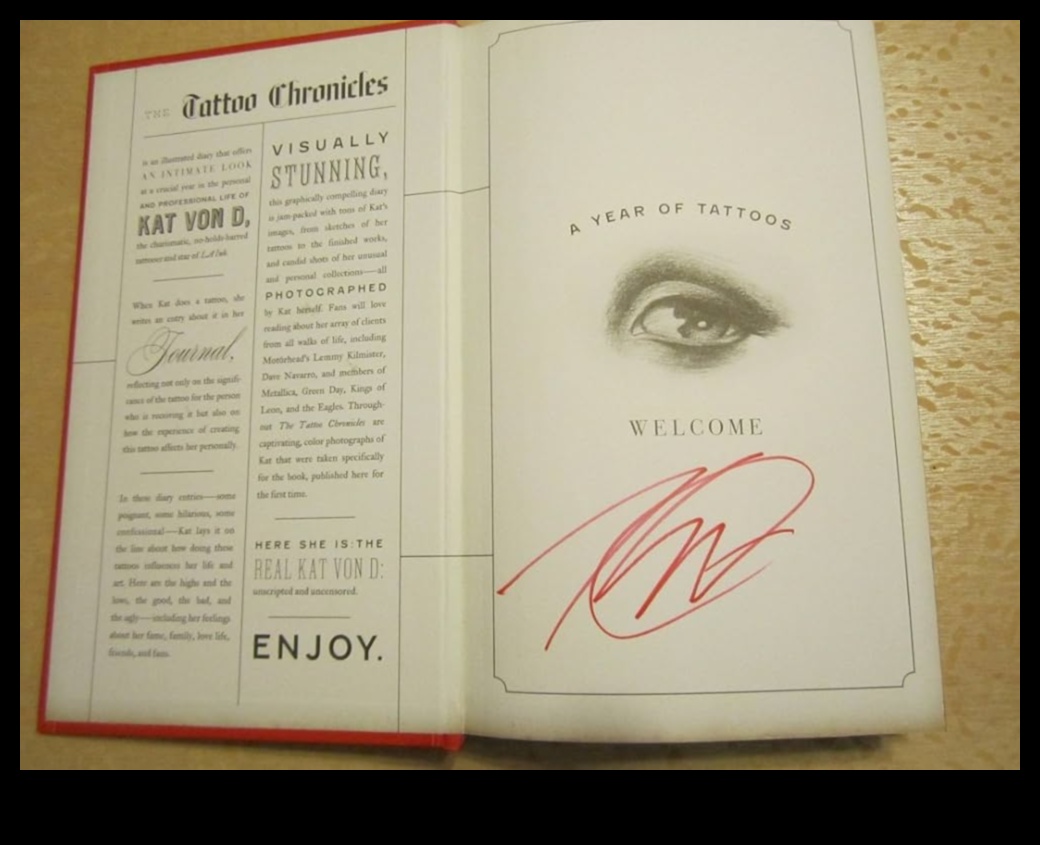 THE Tattoo Chronicles
is an illustrated diary that offers
AN INTIMATE LOOK
at a crucial year in the personal
AND PROFESSIONAL LIFE OF
KAT VON D,
the charismatic, no-holds-barred
tattooer and star of LA Ink.
When Kat does a tattoo, she
writes an entry about it in her
Journal,
reflecting not only on the signifi-
cance of the tattoo for the person
who is receiving it but also on
how the experience of creating
this tattoo affects her personally.
In these diary entries—some
poignant, some hilarious, some
confessional—Kat lays it on
the line about how doing these
tattoos influences her life and
art. Here are the highs and the
lows, the good, the bad, and
the ugly—including her feelings
about her fame, family, love life,
friends, and fans.
VISUALLY
STUNNING,
this graphically compelling diary
is jam-packed with tons of Kat's
images, from sketches of her
tattoos to the finished works,
and candid shots of her unusual
and personal collections—all
PHOTOGRAPHED
by Kat herself. Fans will love
reading about her array of clients
from all walks of life, including
Motörhead's Lemmy Kilmister,
Dave Navarro, and members of
Metallica, Green Day, Kings of
Leon, and the Eagles. Through-
out The Tattoo Chronicles are
captivating, color photographs of
Kat that were taken specifically
for the book, published here for
the first time.
HERE SHE IS: THE
REAL KAT VON D:
unscripted and uncensored.
ENJOY.
A YEAR OF TATTOOS
WELCOME